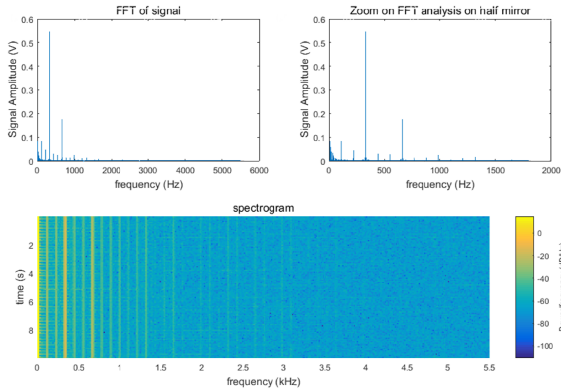 FFT of signal
Signal Amplitude (V)
0.6
0.5
0.4
0.3
0.2
0.1
0
0 1000 2000 3000 4000 5000 6000
frequency (Hz)
Zoom on FFT analysis on half mirror
Signal Amplitude (V)
0.6
0.5
0.4
0.3
0.2
0.1
0
0 500 1000 1500 2000
frequency (Hz)
spectrogram
time (s)
2
4
6
8
0 0.5 1 1.5 2 2.5 3 3.5 4 4.5 5 5.5
frequency (kHz)
0
-20
-40
-60
-80
-100